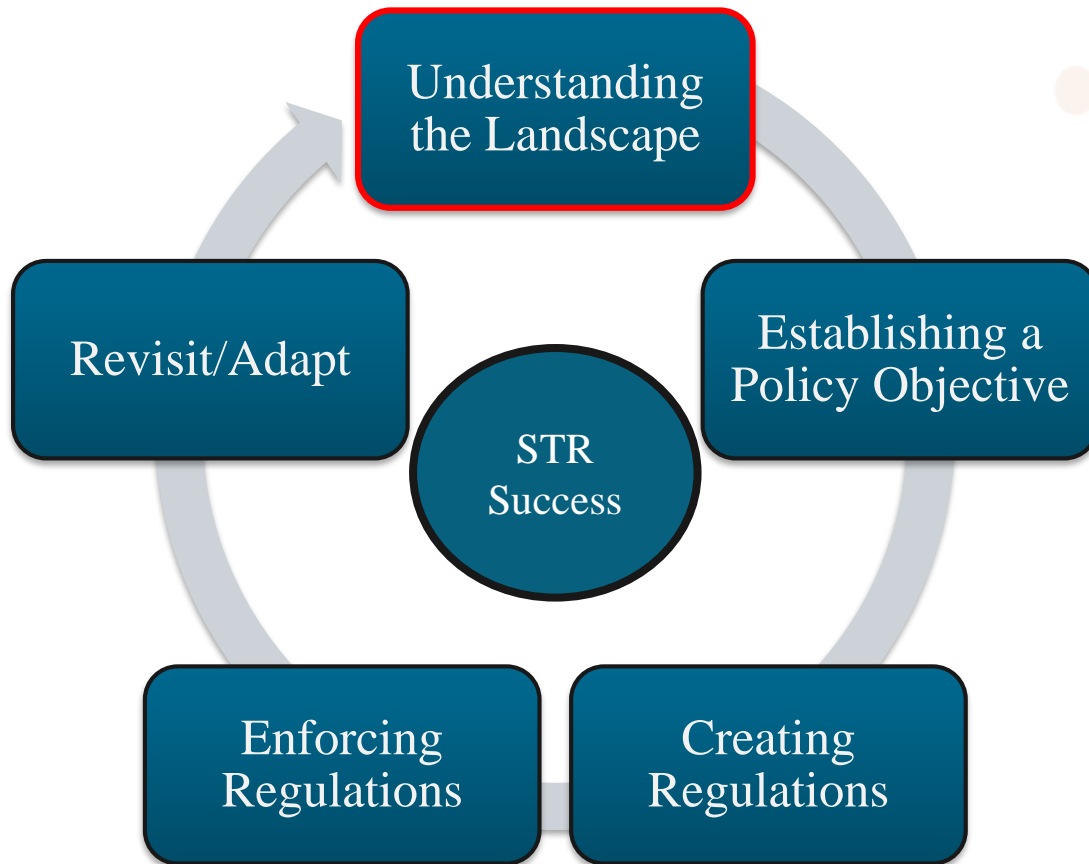 Understanding
the Landscape
Establishing a
Policy Objective
Creating
Regulations
Enforcing
Regulations
Revisit/Adapt
STR
Success